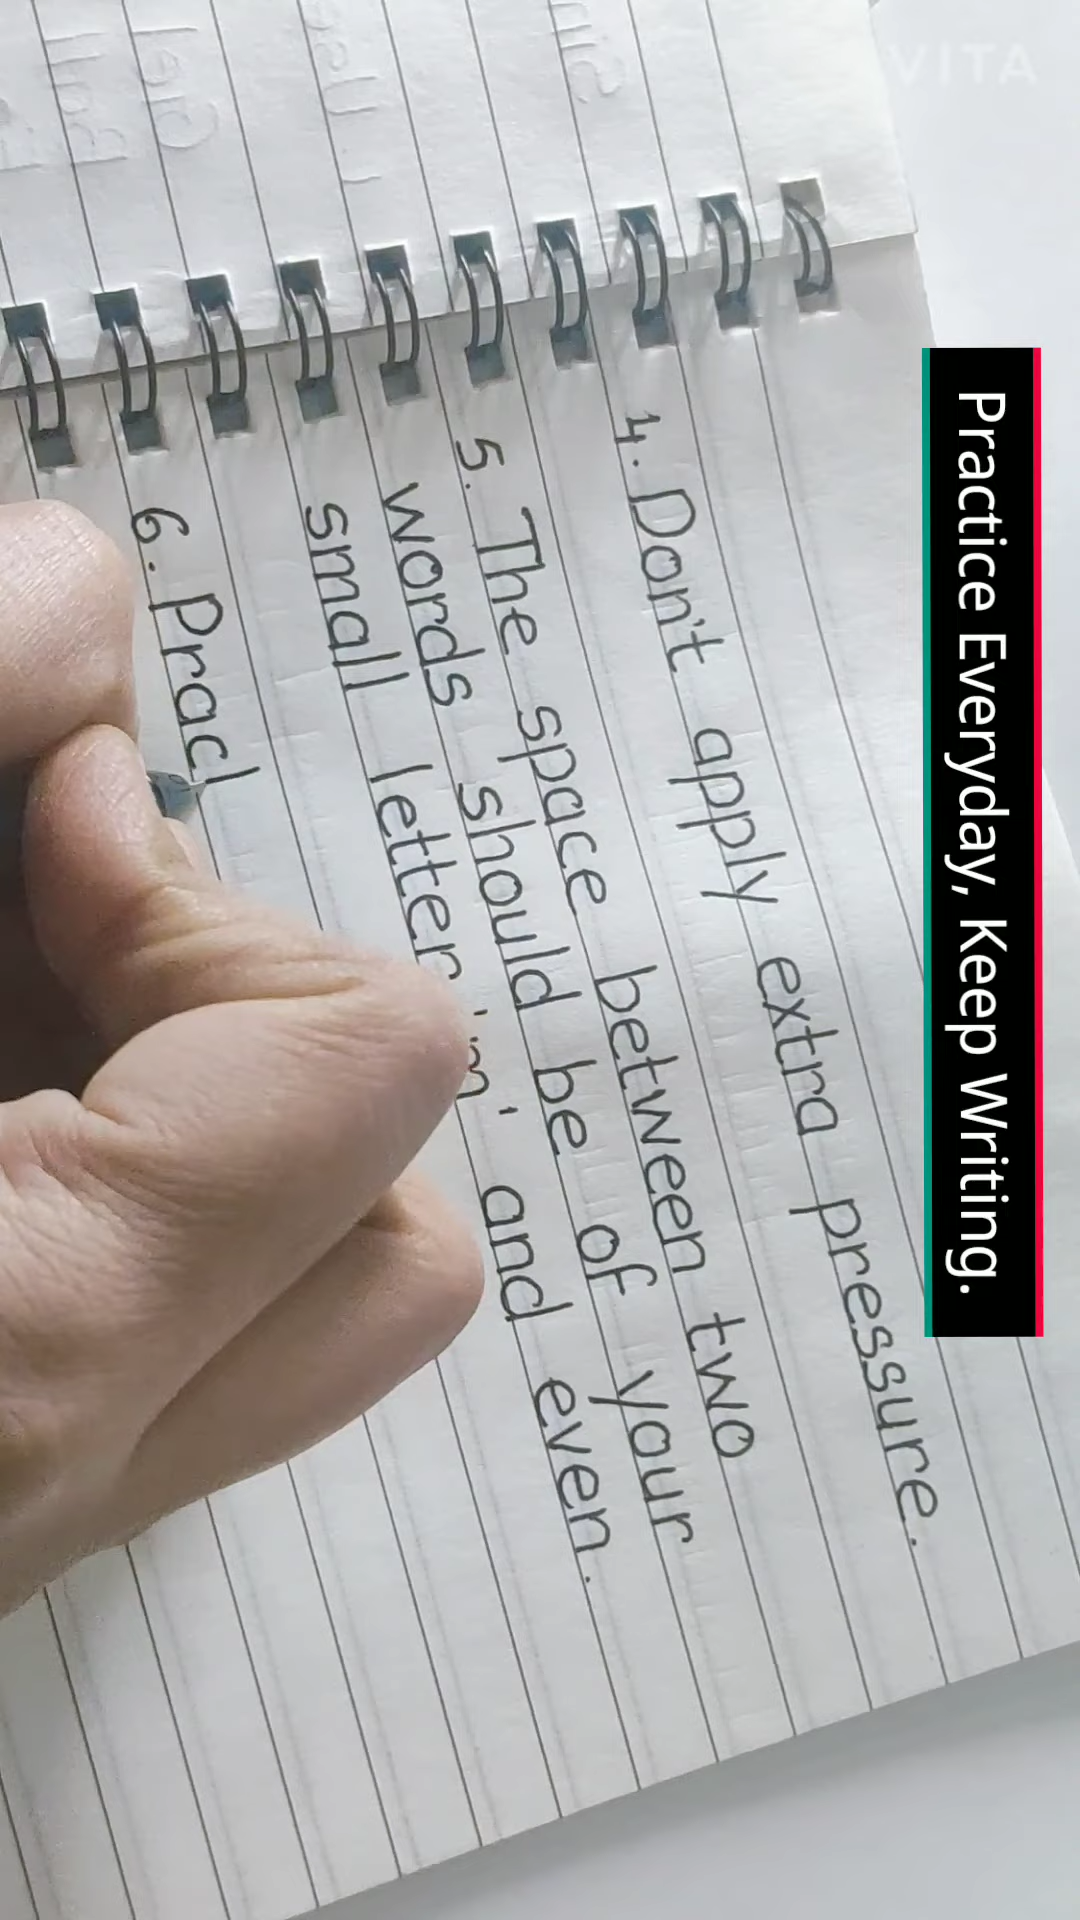 VITA
Practice Everyday, Keep Writing.
4. Don't apply extra pressure.
5. The space between two
words should be of your
small letter 'm' and even.
6. Prac